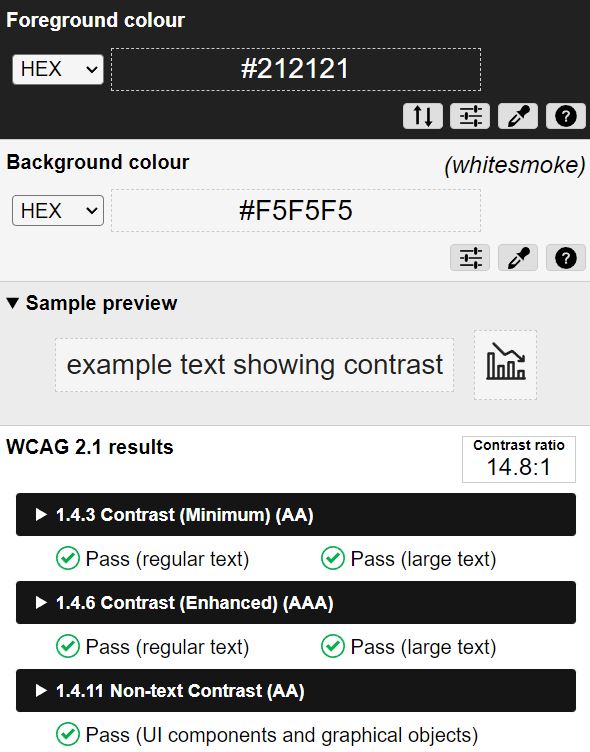 Foreground colour
HEX #212121
?
Background colour (whitesmoke)
HEX #F5F5F5
?
▼ Sample preview
example text showing contrast
WCAG 2.1 results
Contrast ratio
14.8:1
▶ 1.4.3 Contrast (Minimum) (AA)
Pass (regular text) Pass (large text)
▶ 1.4.6 Contrast (Enhanced) (AAA)
Pass (regular text) Pass (large text)
▶ 1.4.11 Non-text Contrast (AA)
Pass (UI components and graphical objects)